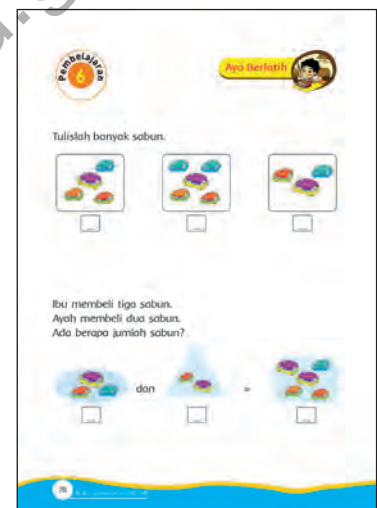 Pembelajaran
6
Ayo Berlatih
Tulislah banyak sabun.
Ibu membeli tiga sabun.
Ayah membeli dua sabun.
Ada berapa jumlah sabun?
dan
=